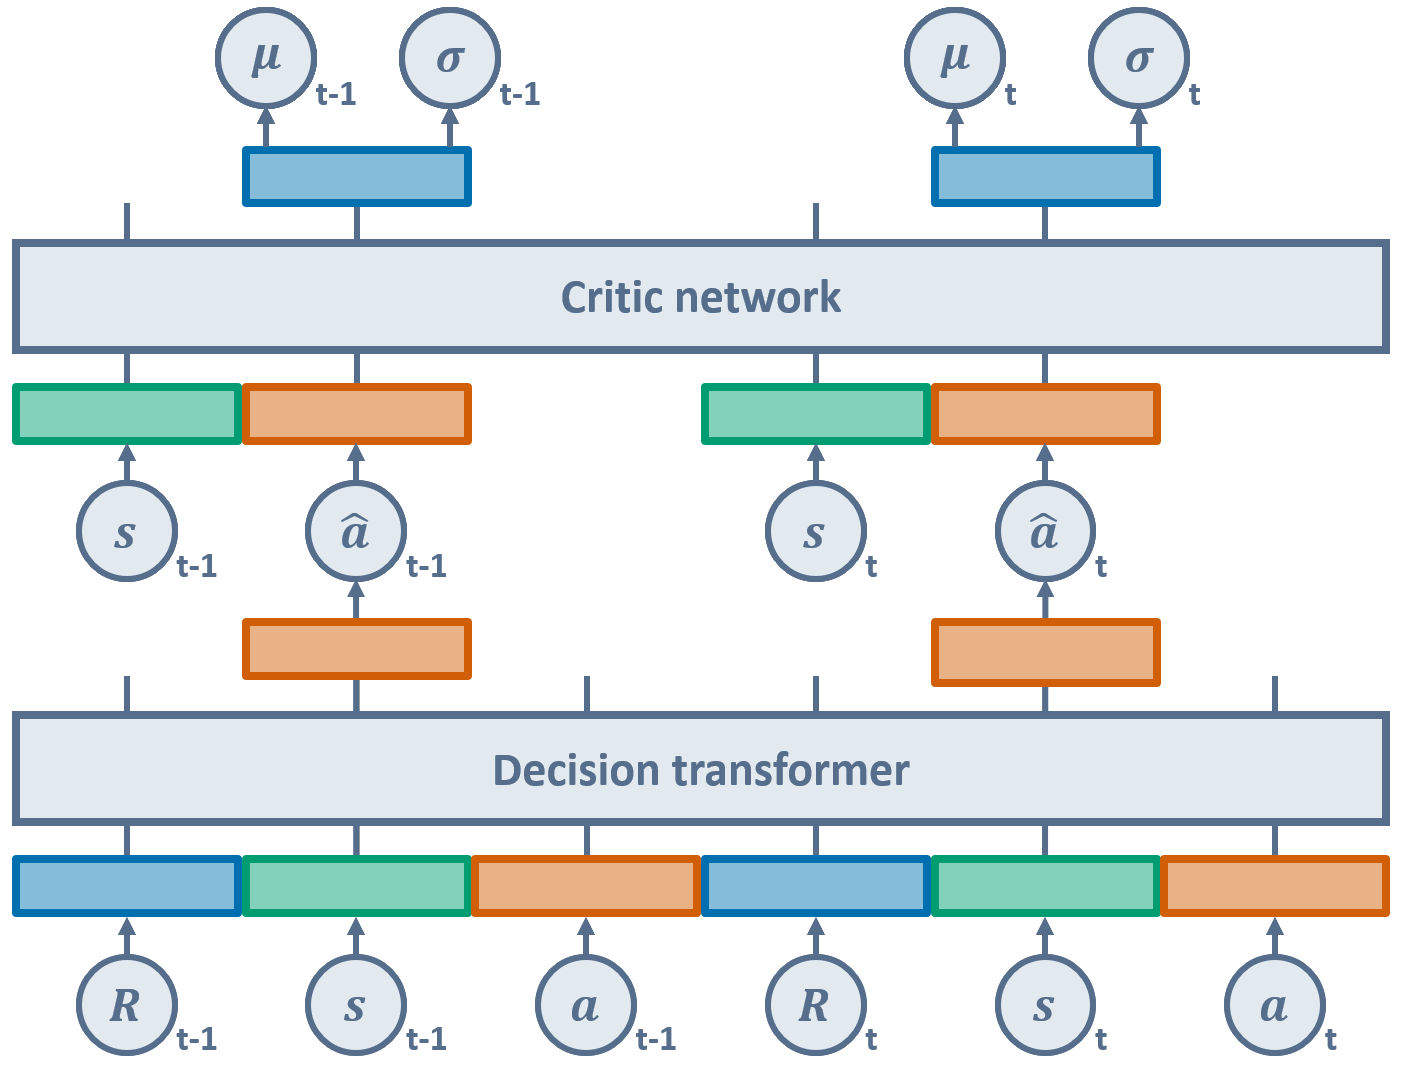 μ t-1 σ t-1 μ t σ t
Critic network
s t-1 â t-1 s t â t
Decision transformer
R t-1 s t-1 a t-1 R t s t a t